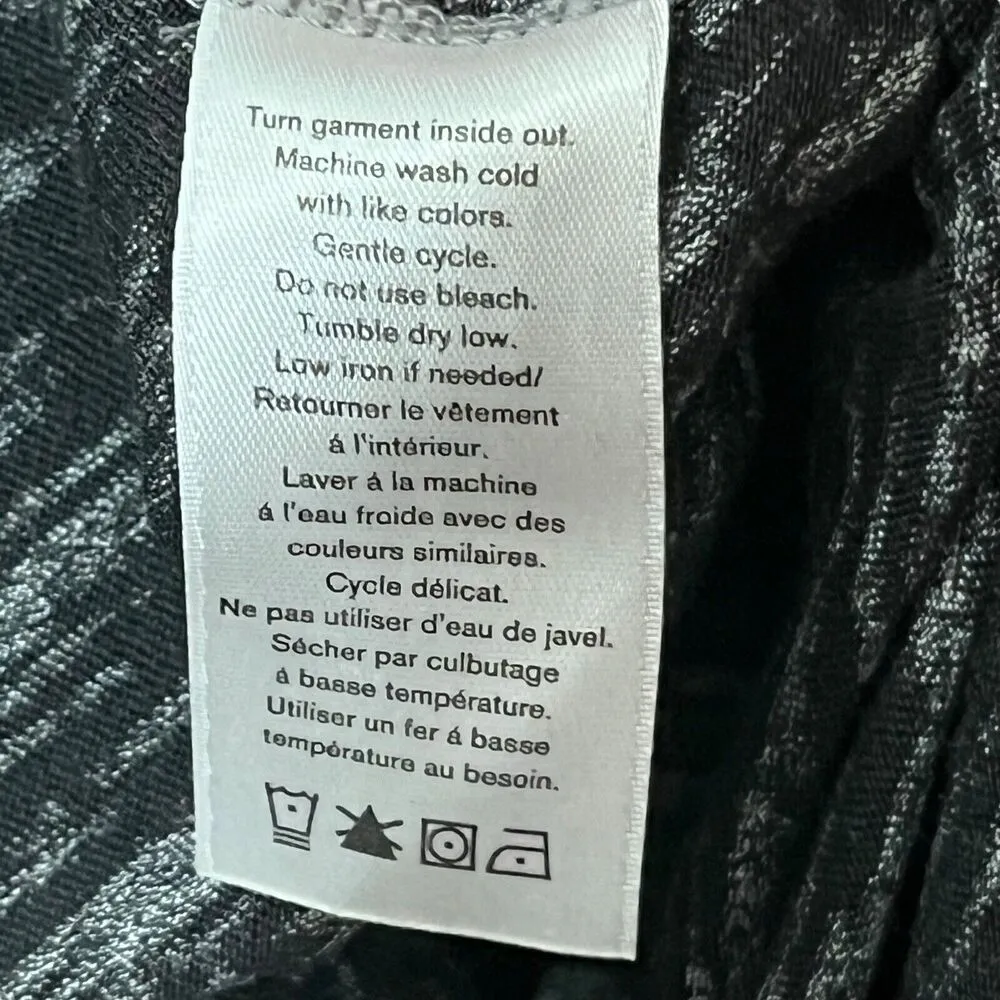 Turn garment inside out.
Machine wash cold
with like colors.
Gentle cycle.
Do not use bleach.
Tumble dry low.
Low iron if needed/
Retourner le vêtement
á l'intérieur.
Laver á la machine
á l'eau froide avec des
couleurs similaires.
Cycle délicat.
Ne pas utiliser d'eau de javel.
Sécher par culbutage
á basse température.
Utiliser un fer á basse
température au besoin.